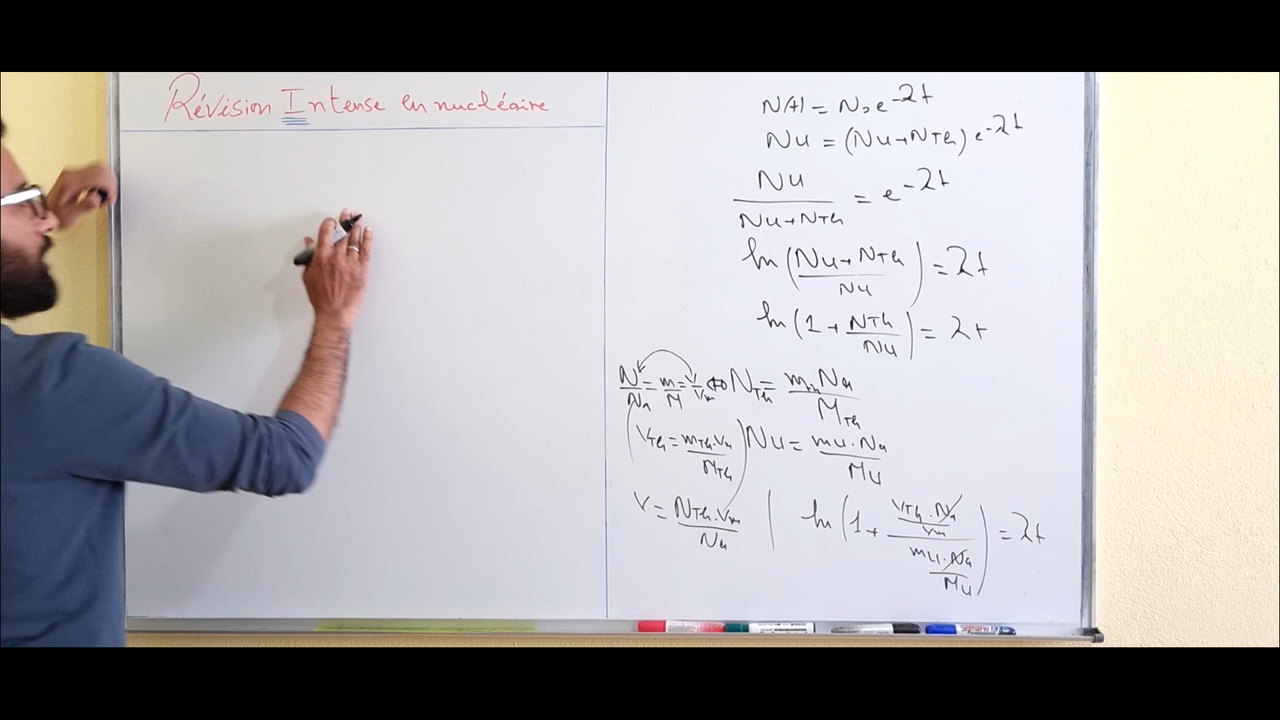 Révision Intense en nucléaire
N(t) = N0 e^-λt
NU = (NU+NTh) e^-λt
NU/(NU+NTh) = e^-λt
ln((NU+NTh)/NU) = λt
ln(1+NTh/NU) = λt
N/Na = m/M = V/Vm ⇔ NTh = mTh Na/MTh
VTh = mTh.Vm/MTh NU = mU.Na/MU
V = NTh.Vm/Na | ln(1+(VTh.Na/Vm)/(mU.Na/MU)) = λt